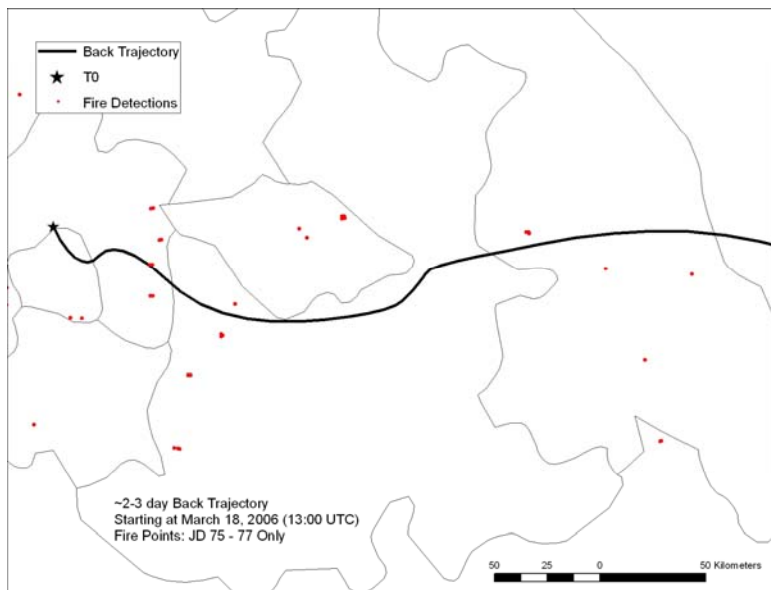 Back Trajectory
T0
Fire Detections
~2-3 day Back Trajectory
Starting at March 18, 2006 (13:00 UTC)
Fire Points: JD 75 - 77 Only
50 25 0 50 Kilometers